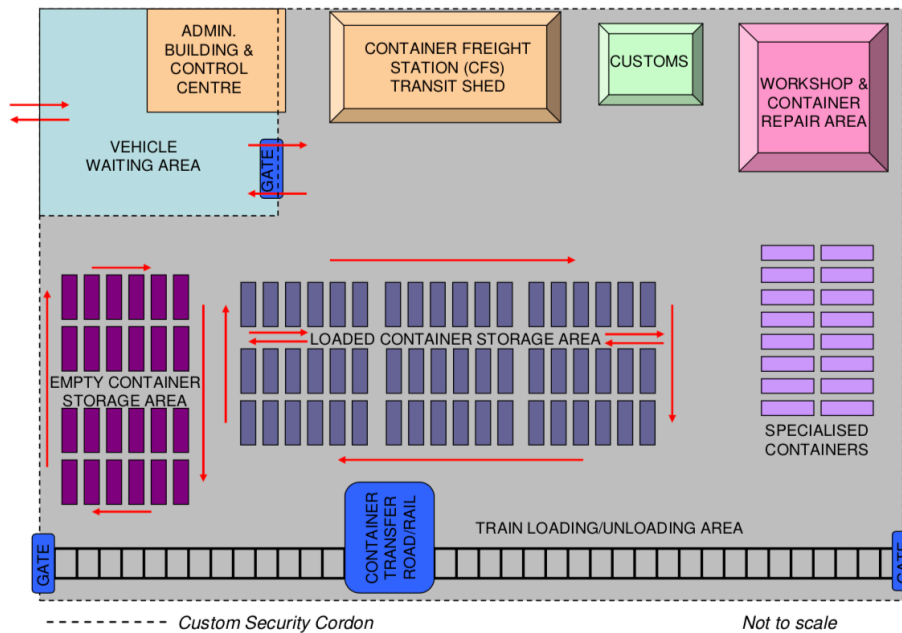 ADMIN.
BUILDING &
CONTROL
CENTRE
CONTAINER FREIGHT
STATION (CFS)
TRANSIT SHED
CUSTOMS
WORKSHOP &
CONTAINER
REPAIR AREA
VEHICLE
WAITING AREA
GATE
LOADED CONTAINER STORAGE AREA
EMPTY CONTAINER
STORAGE AREA
SPECIALISED
CONTAINERS
CONTAINER
TRANSFER
ROAD/RAIL
TRAIN LOADING/UNLOADING AREA
GATE
GATE
Custom Security Cordon
Not to scale